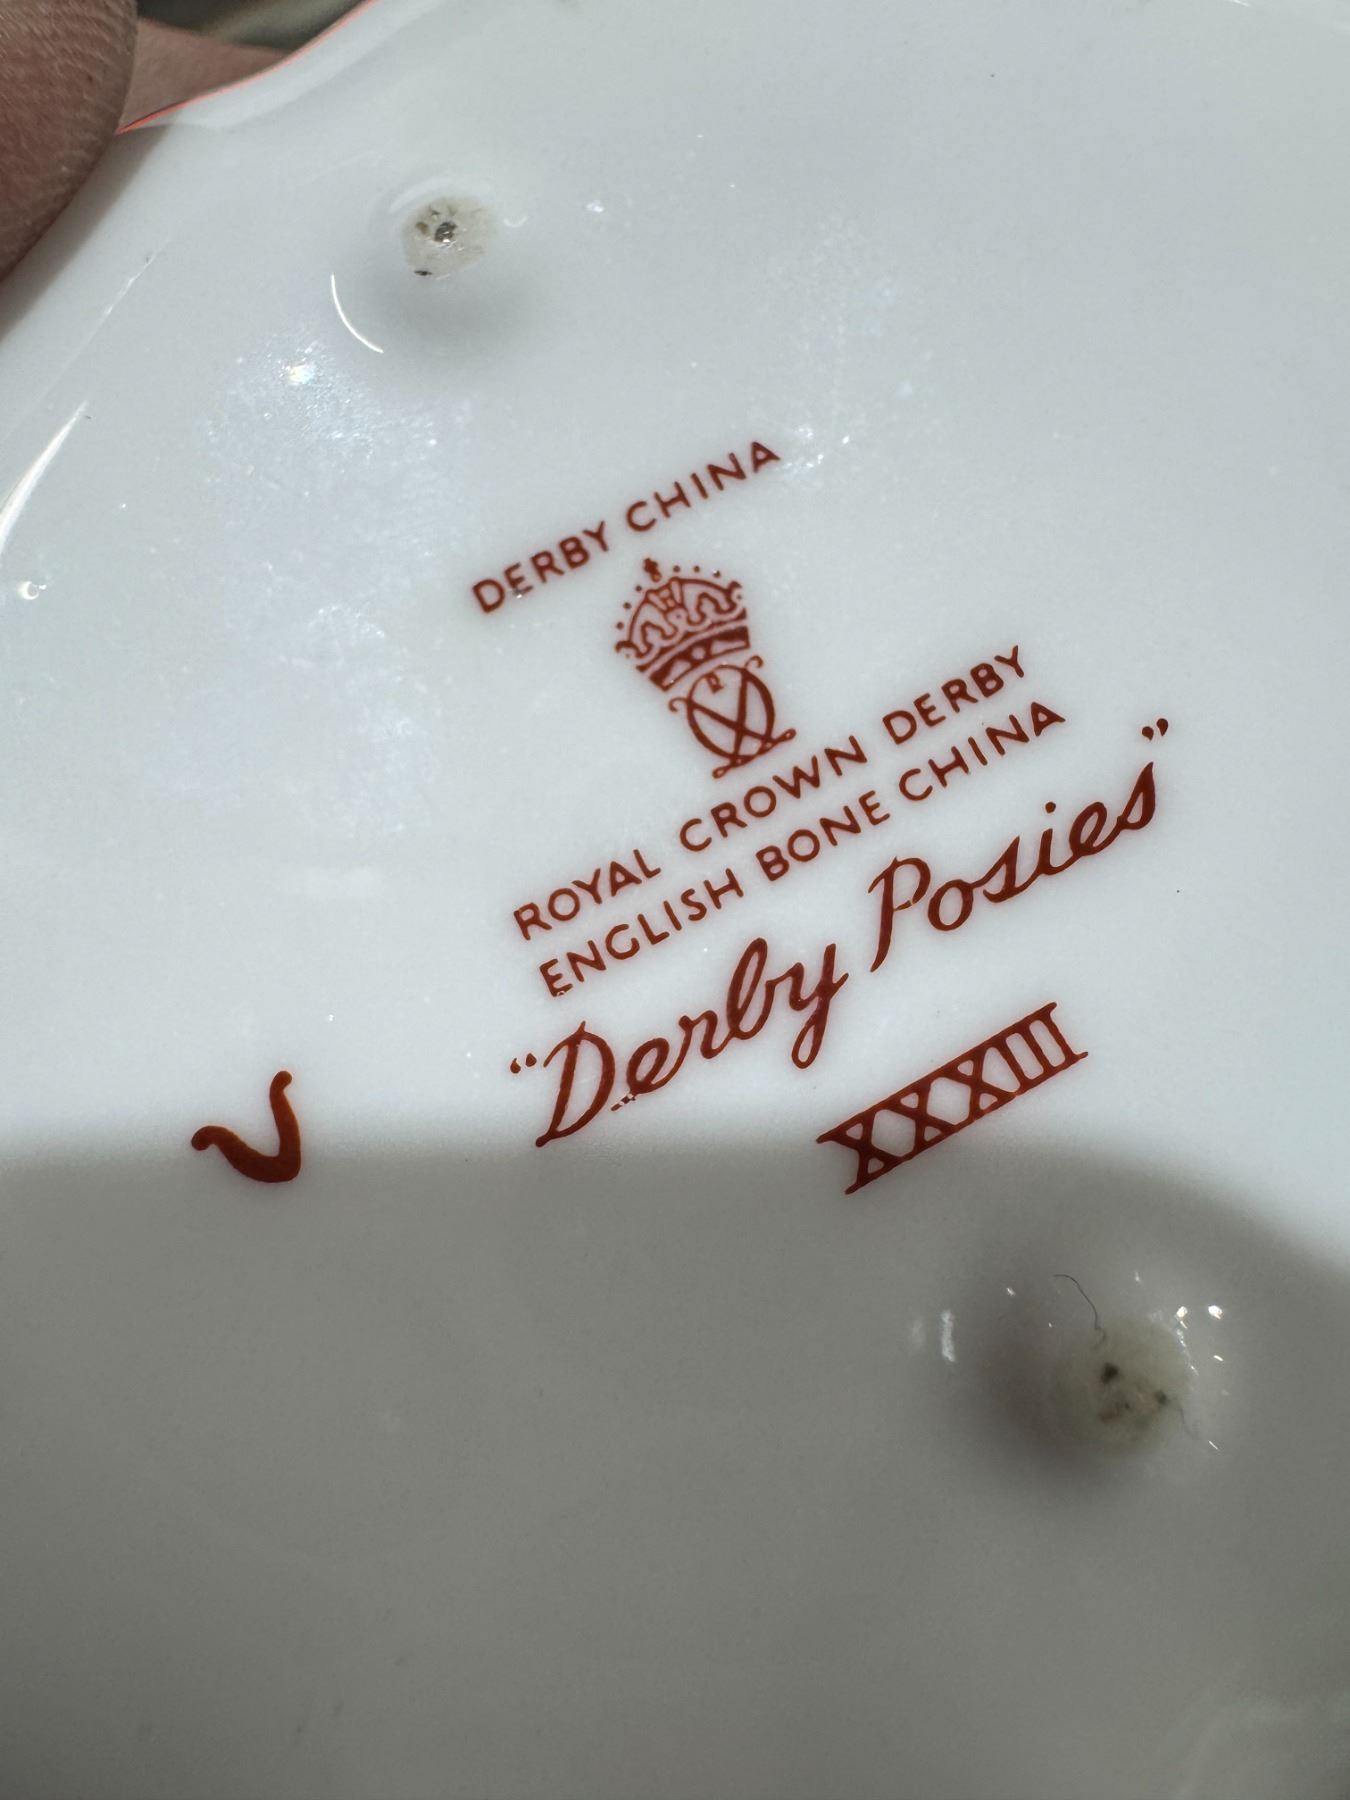 DERBY CHINA
ROYAL CROWN DERBY
ENGLISH BONE CHINA
“Derby Posies”
XXXIII
V